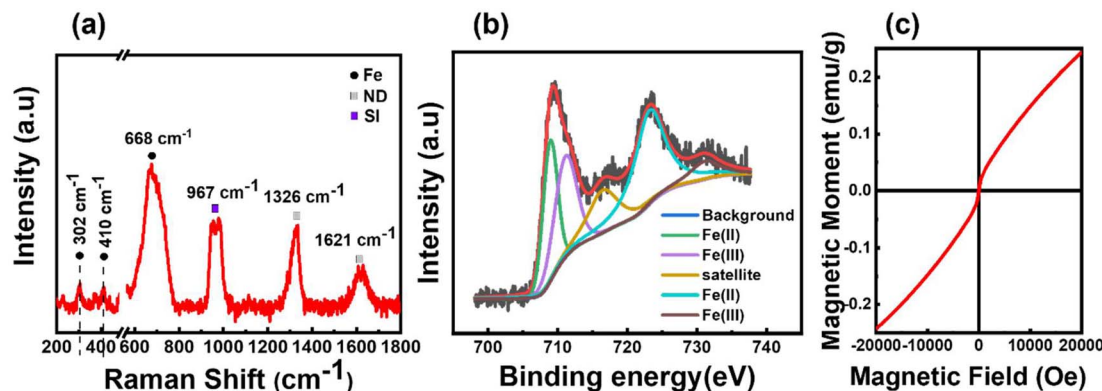 (a)
Intensity (a.u)
Fe
ND
SI
302 cm-1
410 cm-1
668 cm-1
967 cm-1
1326 cm-1
1621 cm-1
200 400 600 800 1000 1200 1400 1600 1800
Raman Shift (cm-1)
(b)
Intensity (a.u)
Background
Fe(II)
Fe(III)
satellite
Fe(II)
Fe(III)
700 710 720 730 740
Binding energy(eV)
(c)
Magnetic Moment (emu/g)
0.2
0.1
0.0
-0.1
-0.2
-20000 -10000 0 10000 20000
Magnetic Field (Oe)